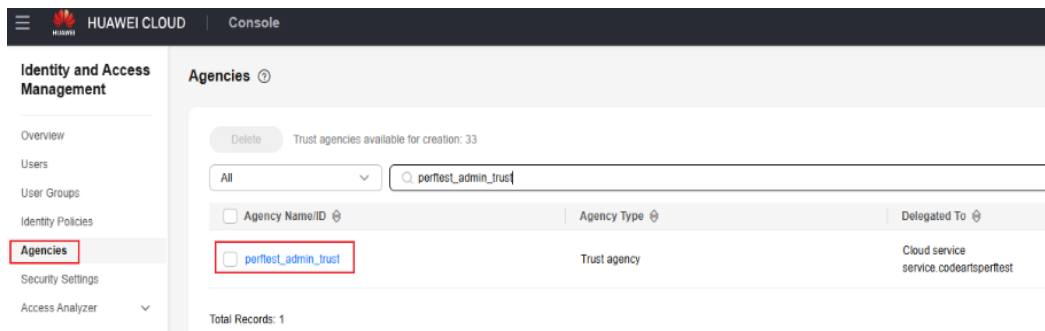 HUAWEI
HUAWEI CLOUD
Console
Identity and Access
Management
Overview
Users
User Groups
Identity Policies
Agencies
Security Settings
Access Analyzer
Agencies
Delete
Trust agencies available for creation: 33
All
perftest_admin_trust
Agency Name/ID
Agency Type
Delegated To
perftest_admin_trust
Trust agency
Cloud service
service.codeartsperftest
Total Records: 1